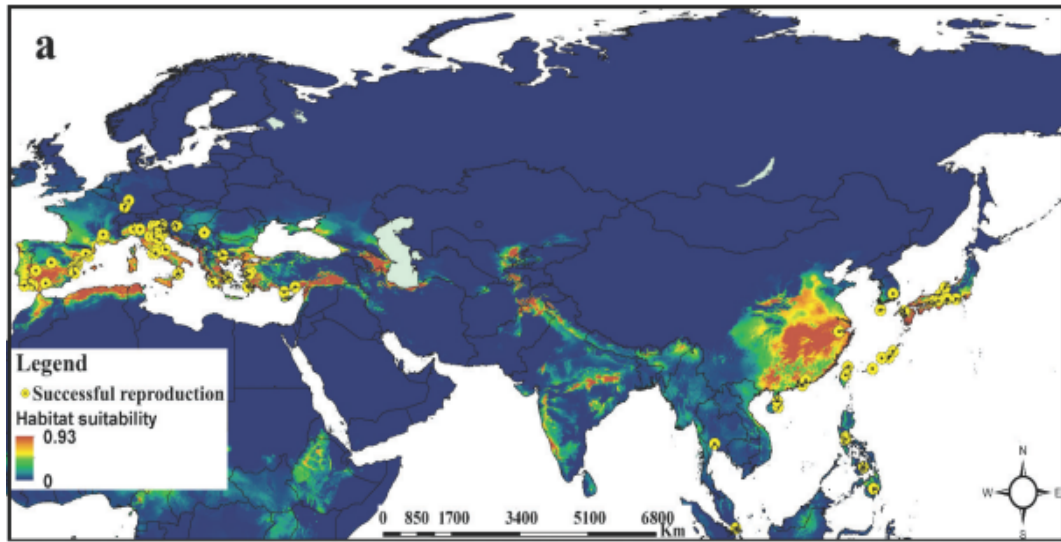 a
Legend
Successful reproduction
Habitat suitability
0.93
0
0 850 1700 3400 5100 6800
Km
N
W E
S